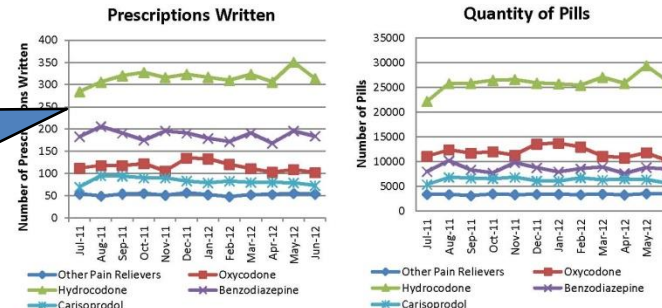 Prescriptions Written
Number of Prescriptions Written
400
350
300
250
200
150
100
50
0
Jul-11
Aug-11
Sep-11
Oct-11
Nov-11
Dec-11
Jan-12
Feb-12
Mar-12
Apr-12
May-12
Jun-12
Other Pain Relievers
Oxycodone
Hydrocodone
Benzodiazepine
Carisoprodol
Quantity of Pills
Number of Pills
35000
30000
25000
20000
15000
10000
5000
0
Jul-11
Aug-11
Sep-11
Oct-11
Nov-11
Dec-11
Jan-12
Feb-12
Mar-12
Apr-12
May-12
Other Pain Relievers
Oxycodone
Hydrocodone
Benzodiazepine
Carisoprodol